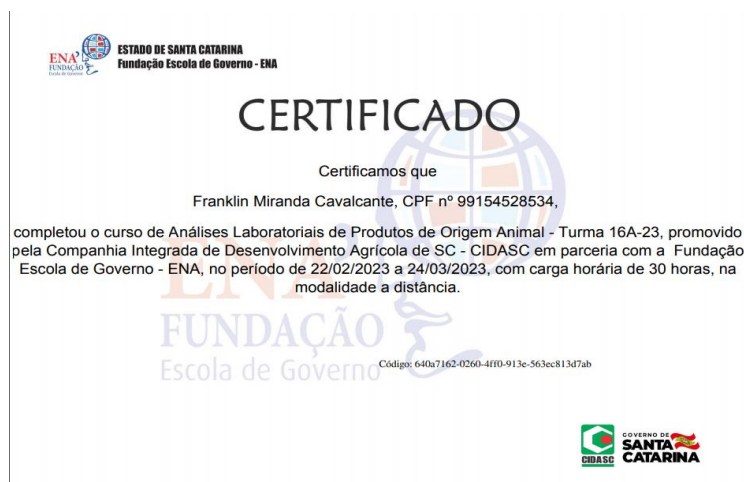 ENA
FUNDAÇÃO
Escola de Governo
ESTADO DE SANTA CATARINA
Fundação Escola de Governo - ENA
CERTIFICADO
Certificamos que
Franklin Miranda Cavalcante, CPF nº 99154528534,
completou o curso de Análises Laboratoriais de Produtos de Origem Animal - Turma 16A-23, promovido
pela Companhia Integrada de Desenvolvimento Agrícola de SC - CIDASC em parceria com a Fundação
Escola de Governo - ENA, no período de 22/02/2023 a 24/03/2023, com carga horária de 30 horas, na
modalidade a distância.
ENA
FUNDAÇÃO
Escola de Governo
Código: 640a7162-0260-4ff0-913e-563ec813d7ab
CIDASC
GOVERNO DE
SANTA
CATARINA